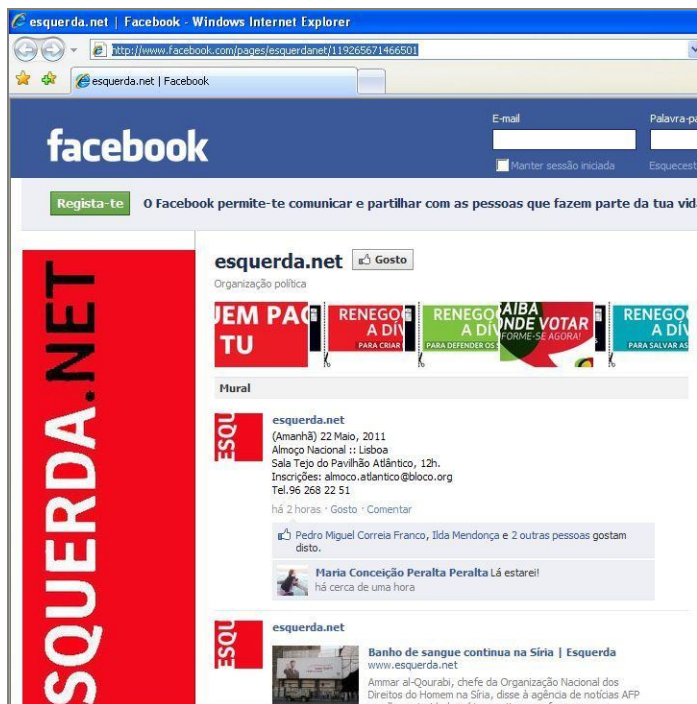 esquerda.net | Facebook - Windows Internet Explorer
http://www.facebook.com/pages/esquerdanet/119265671466501
esquerda.net | Facebook
facebook
E-mail
Palavra-pa
Manter sessão iniciada
Esquecest
Regista-te
O Facebook permite-te comunicar e partilhar com as pessoas que fazem parte da tua vid
SQUERDA.NET
esquerda.net
Gosto
Organização política
UEM PAG
TU
RENEGO
A DÍV
PARA CRIAR
RENEGO
A DÍV
PARA DEFENDER OS
AIBA
NDE VOTAR
FORME-SE AGORA!
RENEGO
A DÍV
PARA SALVAR AS
Mural
ESQU
esquerda.net
(Amanhã) 22 Maio, 2011
Almoço Nacional :: Lisboa
Sala Tejo do Pavilhão Atlântico, 12h.
Inscrições: almoco.atlantico@bloco.org
Tel.96 268 22 51
há 2 horas · Gosto · Comentar
Pedro Miguel Correia Franco, Ilda Mendonça e 2 outras pessoas gostam
disto.
Maria Conceição Peralta Peralta Lá estarei!
há cerca de uma hora
ESQU
esquerda.net
Banho de sangue continua na Síria | Esquerda
www.esquerda.net
Ammar al-Qourabi, chefe da Organização Nacional dos
Direitos do Homem na Síria, disse à agência de notícias AFP